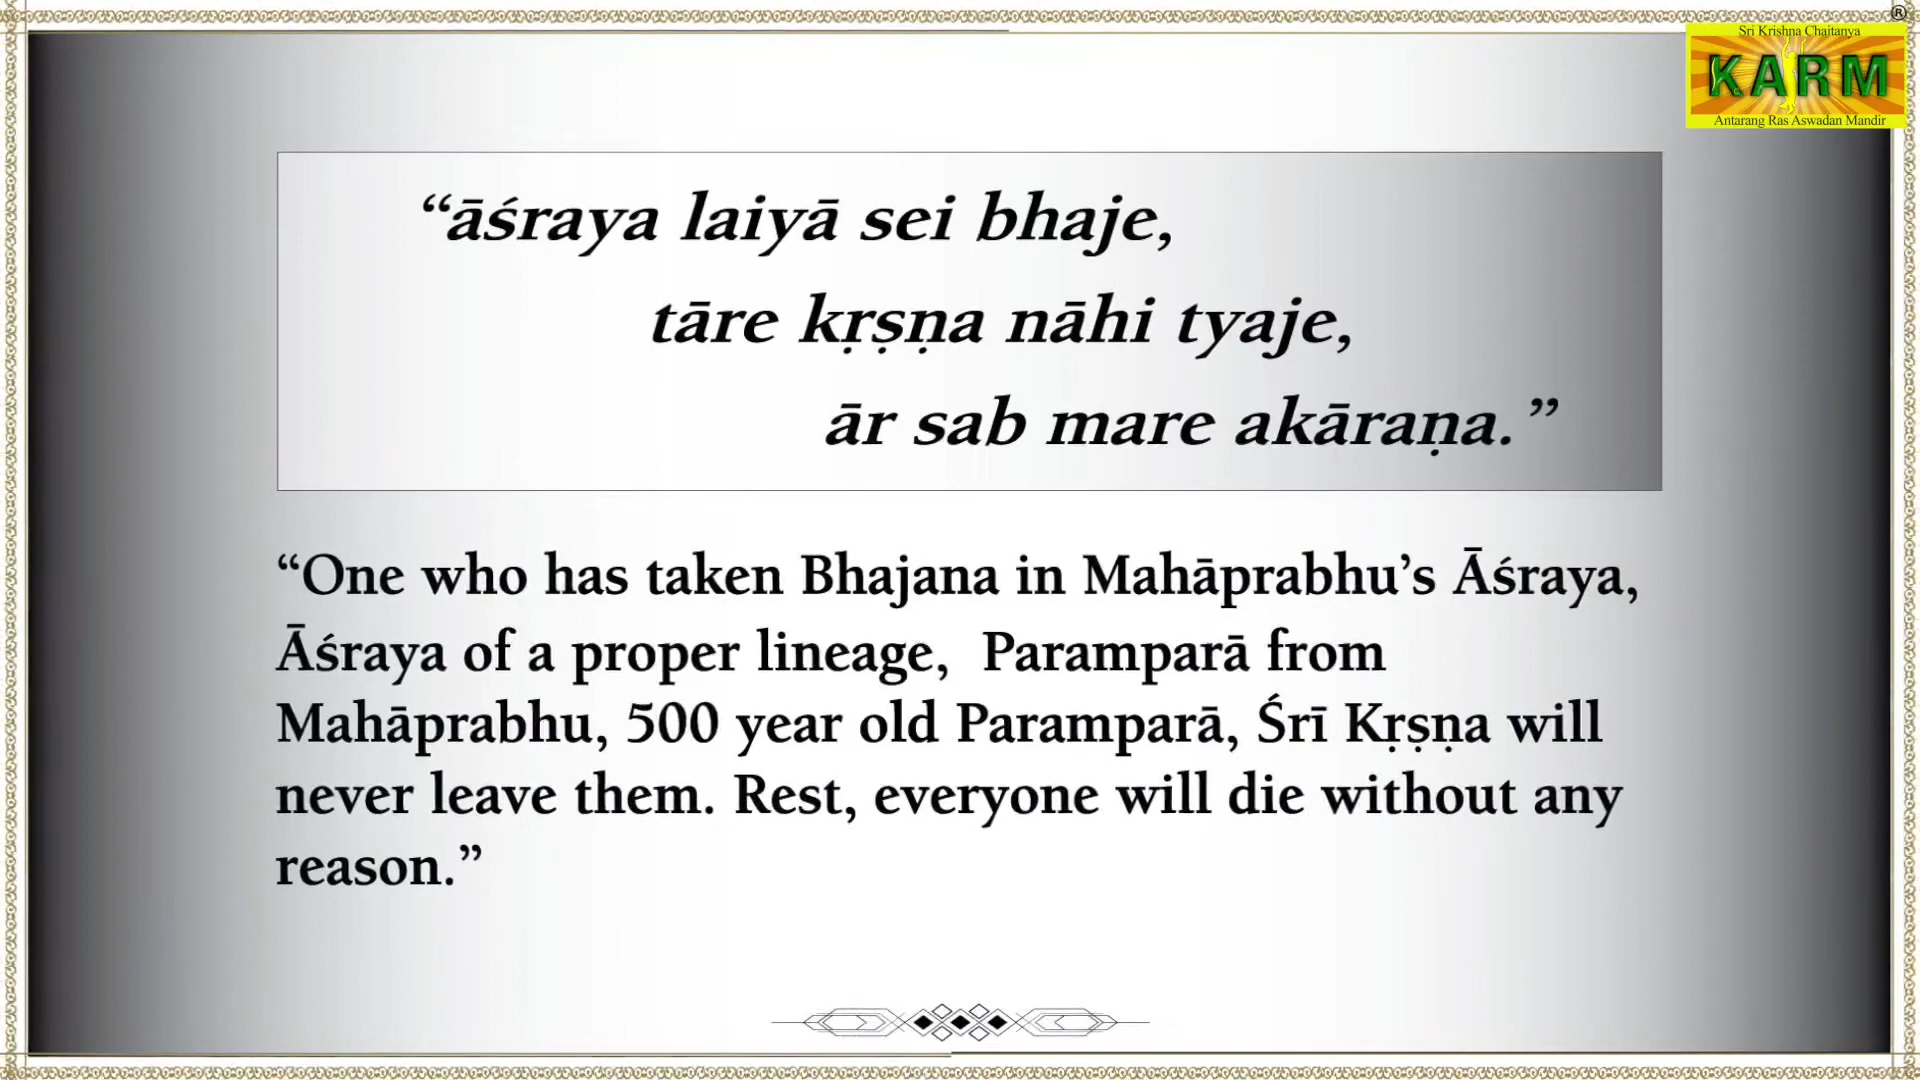 ®
Sri Krishna Chaitanya
KARM
Antarang Ras Aswadan Mandir
“āśraya laiyā sei bhaje,
tāre kṛṣṇa nāhi tyaje,
ār sab mare akāraṇa.”
“One who has taken Bhajana in Mahāprabhu’s Āśraya,
Āśraya of a proper lineage, Paramparā from
Mahāprabhu, 500 year old Paramparā, Śrī Kṛṣṇa will
never leave them. Rest, everyone will die without any
reason.”